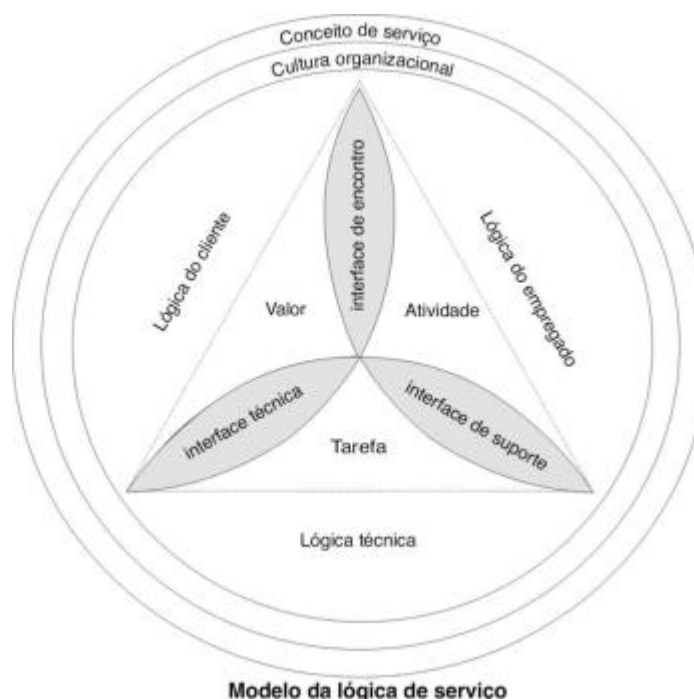 Conceito de serviço
Cultura organizacional
Lógica do cliente
interface de encontro
Lógica do empregado
Valor
Atividade
interface técnica
interface de suporte
Tarefa
Lógica técnica
Modelo da lógica de serviço